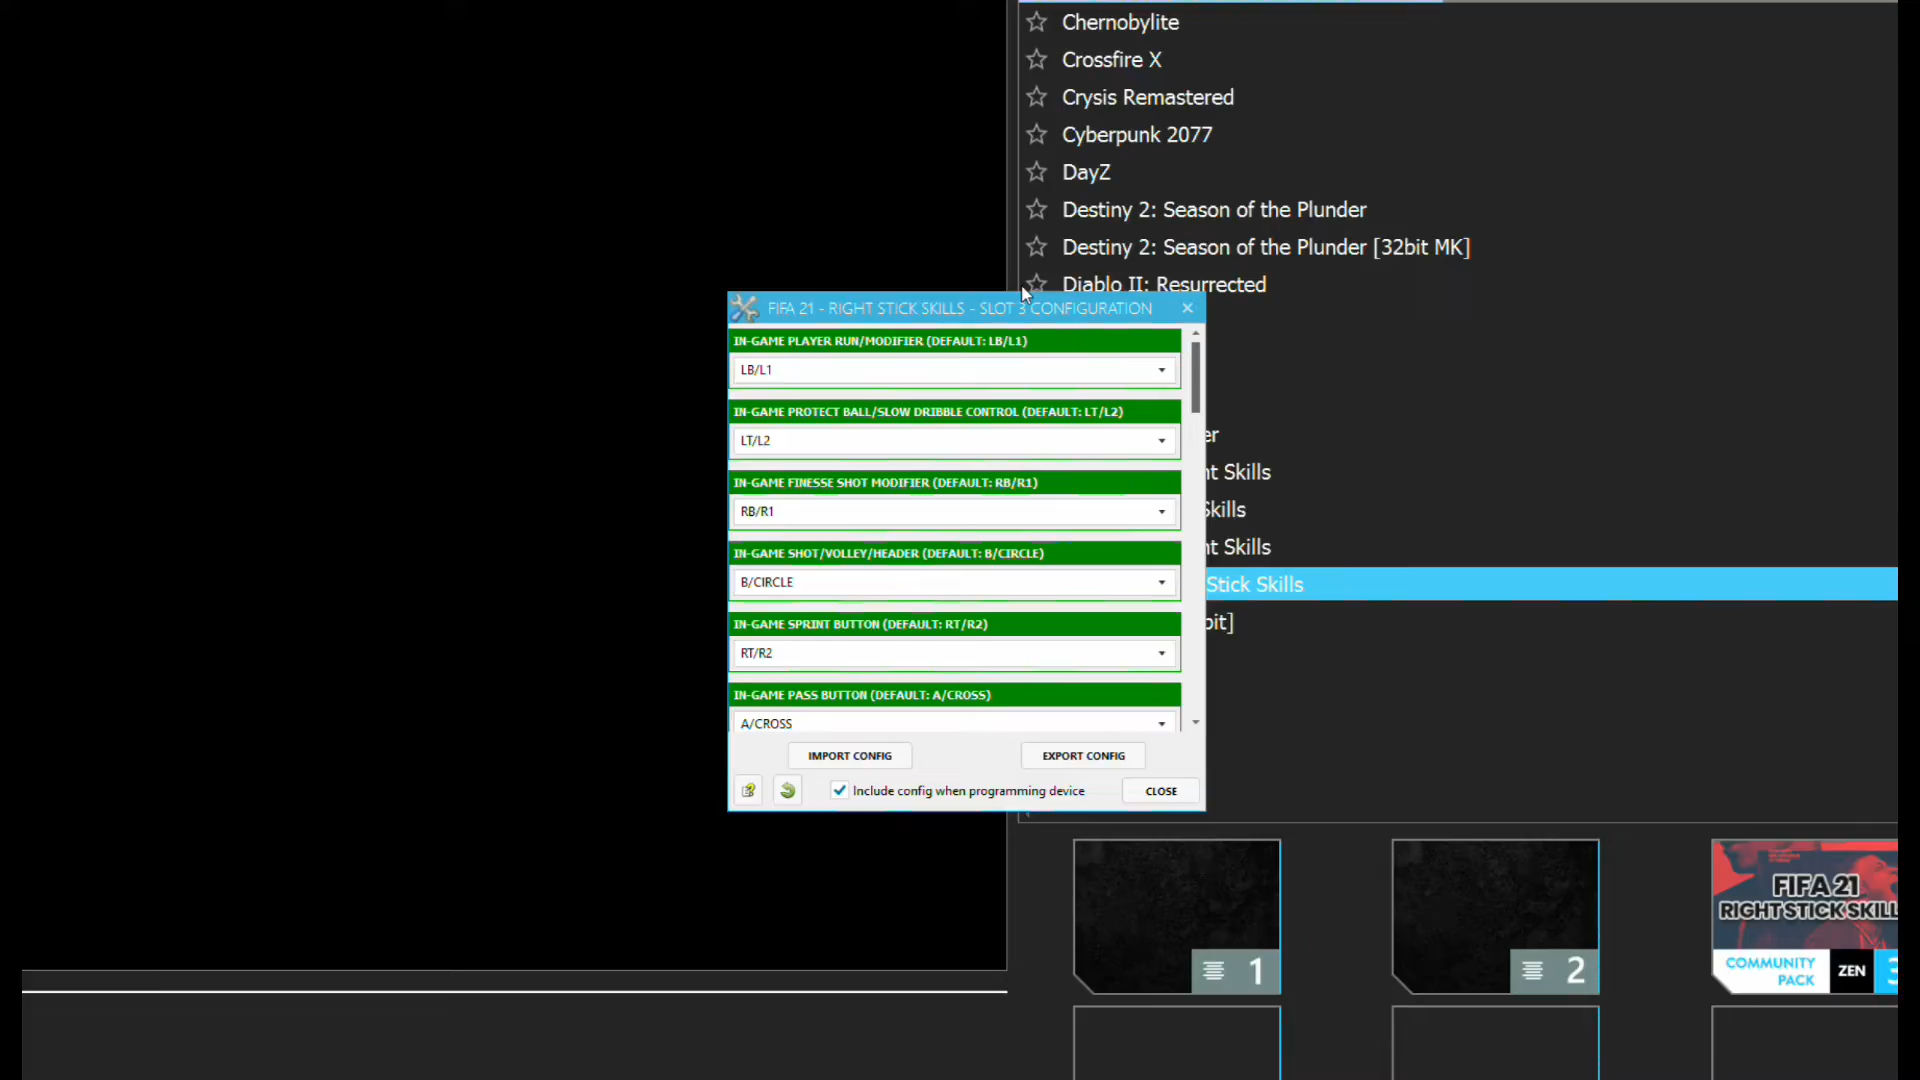 Chernobylite
Crossfire X
Crysis Remastered
Cyberpunk 2077
DayZ
Destiny 2: Season of the Plunder
Destiny 2: Season of the Plunder [32bit MK]
Diablo II: Resurrected
FIFA 21 - RIGHT STICK SKILLS - SLOT 3 CONFIGURATION
IN-GAME PLAYER RUN/MODIFIER (DEFAULT: LB/L1)
LB/L1
IN-GAME PROTECT BALL/SLOW DRIBBLE CONTROL (DEFAULT: LT/L2)
LT/L2
er
IN-GAME FINESSE SHOT MODIFIER (DEFAULT: RB/R1)
ht Skills
RB/R1
Skills
IN-GAME SHOT/VOLLEY/HEADER (DEFAULT: B/CIRCLE)
ht Skills
B/CIRCLE
Stick Skills
IN-GAME SPRINT BUTTON (DEFAULT: RT/R2)
bit]
RT/R2
IN-GAME PASS BUTTON (DEFAULT: A/CROSS)
A/CROSS
IMPORT CONFIG
EXPORT CONFIG
Include config when programming device
CLOSE
1
2
FIFA 21
RIGHT STICK SKILL
COMMUNITY
PACK
ZEN
3